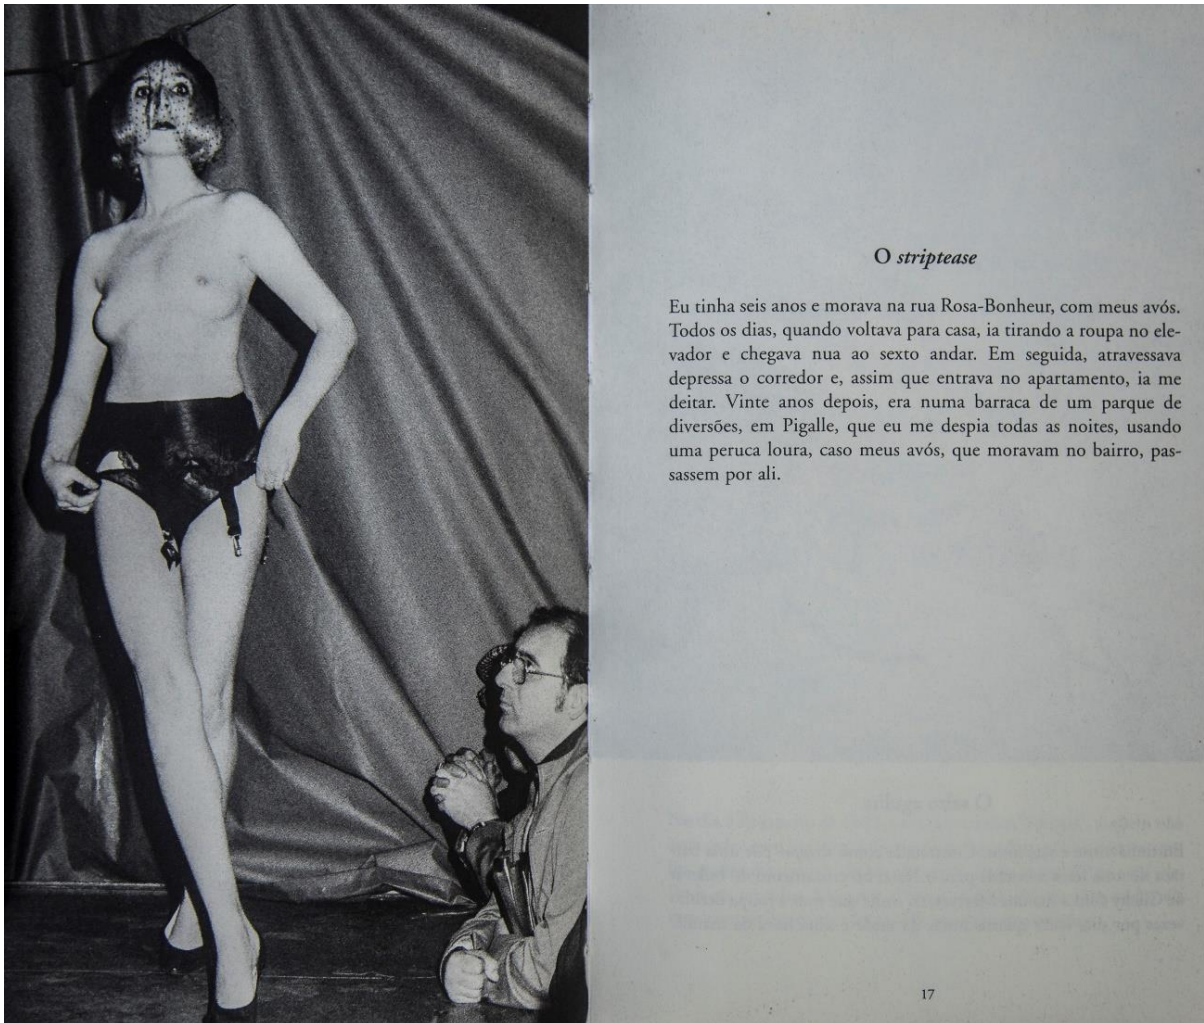 O striptease
Eu tinha seis anos e morava na rua Rosa-Bonheur, com meus avós.
Todos os dias, quando voltava para casa, ia tirando a roupa no ele-
vador e chegava nua ao sexto andar. Em seguida, atravessava
depressa o corredor e, assim que entrava no apartamento, ia me
deitar. Vinte anos depois, era numa barraca de um parque de
diversões, em Pigalle, que eu me despia todas as noites, usando
uma peruca loura, caso meus avós, que moravam no bairro, pas-
sassem por ali.
17